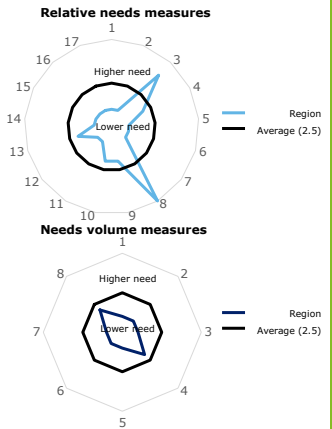 Relative needs measures
1
17
2
16
3
Higher need
15
4
14
Lower need
5
13
6
12
7
11
8
10
9
Region
Average (2.5)
Needs volume measures
1
8
Higher need
2
7
Lower need
3
6
4
5
Region
Average (2.5)